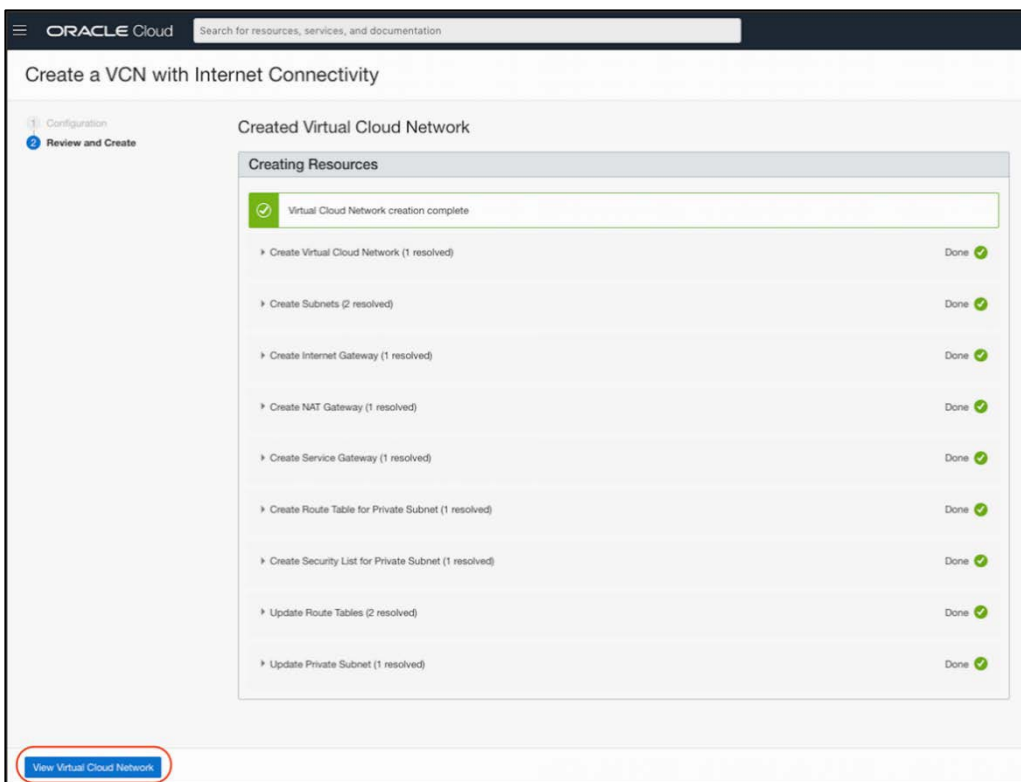 ORACLE Cloud
Search for resources, services, and documentation
Create a VCN with Internet Connectivity
1 Configuration
2 Review and Create
Created Virtual Cloud Network
Creating Resources
Virtual Cloud Network creation complete
Create Virtual Cloud Network (1 resolved) Done
Create Subnets (2 resolved) Done
Create Internet Gateway (1 resolved) Done
Create NAT Gateway (1 resolved) Done
Create Service Gateway (1 resolved) Done
Create Route Table for Private Subnet (1 resolved) Done
Create Security List for Private Subnet (1 resolved) Done
Update Route Tables (2 resolved) Done
Update Private Subnet (1 resolved) Done
View Virtual Cloud Network